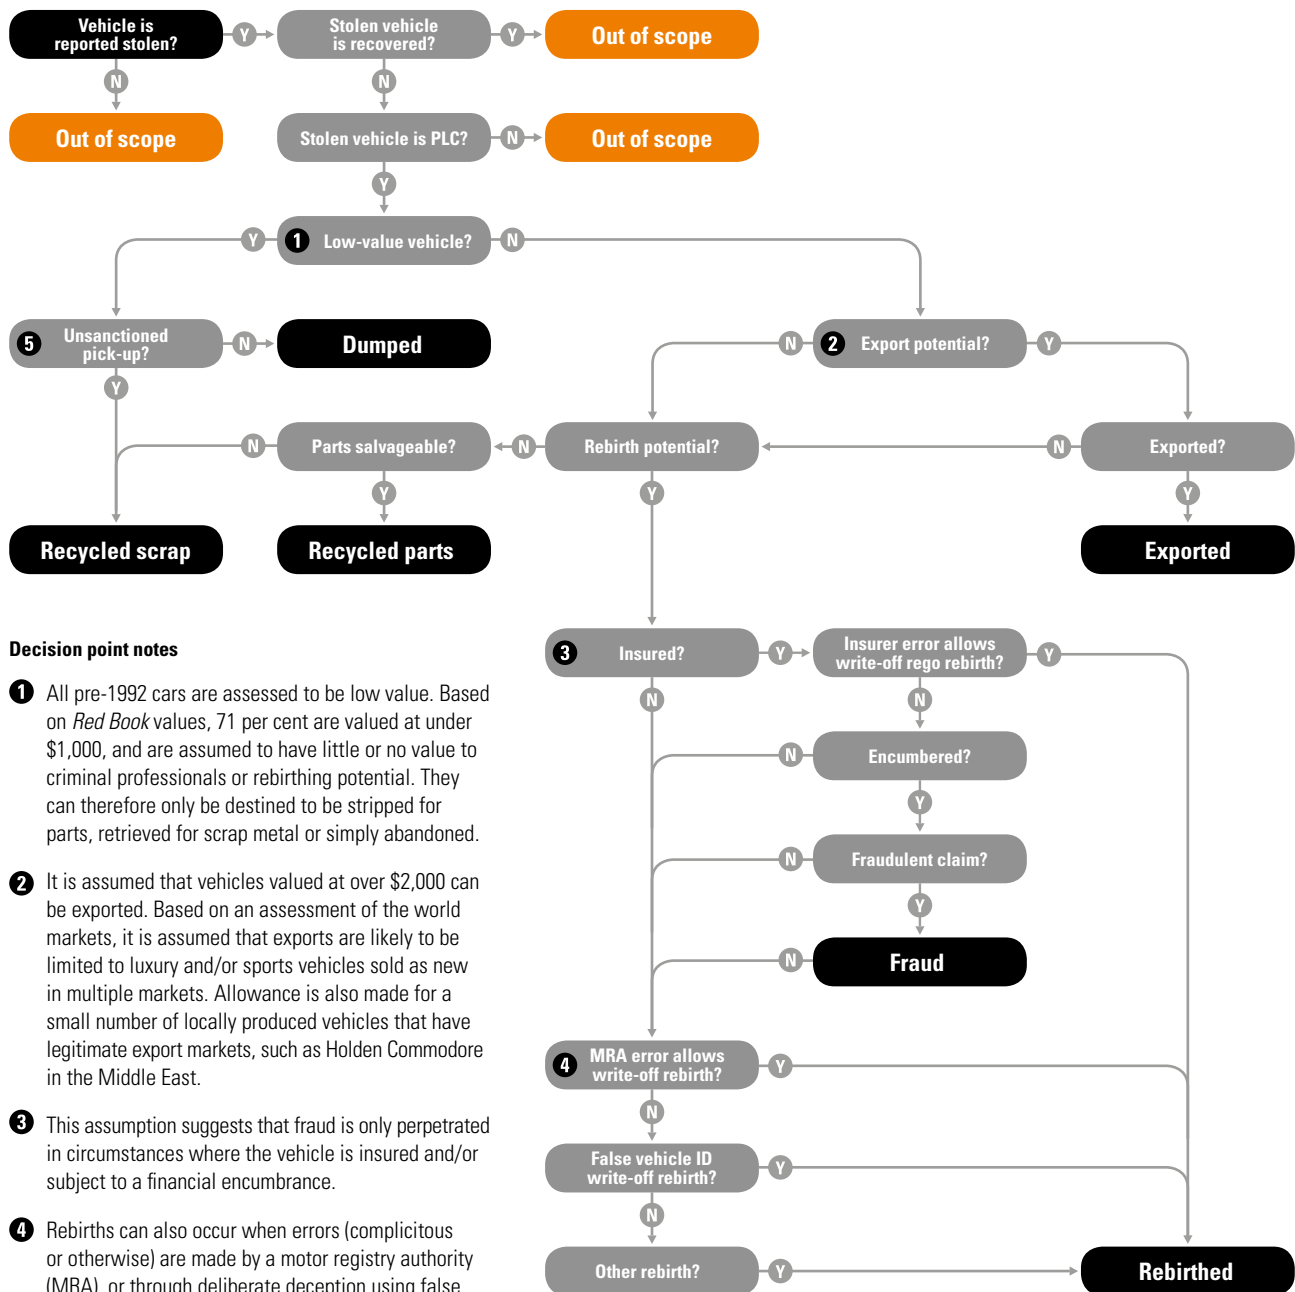 Vehicle is
reported stolen?
Y
Stolen vehicle
is recovered?
Y
Out of scope
N
N
Out of scope
Stolen vehicle is PLC?
N
Out of scope
Y
Y
1 Low-value vehicle?
N
5 Unsanctioned
pick-up?
N
Dumped
N
2 Export potential?
Y
Y
N
Parts salvageable?
N
Rebirth potential?
N
Exported?
Y
Y
Y
Recycled scrap
Recycled parts
Exported
Decision point notes
1 All pre-1992 cars are assessed to be low value. Based
on Red Book values, 71 per cent are valued at under
$1,000, and are assumed to have little or no value to
criminal professionals or rebirthing potential. They
can therefore only be destined to be stripped for
parts, retrieved for scrap metal or simply abandoned.
2 It is assumed that vehicles valued at over $2,000 can
be exported. Based on an assessment of the world
markets, it is assumed that exports are likely to be
limited to luxury and/or sports vehicles sold as new
in multiple markets. Allowance is also made for a
small number of locally produced vehicles that have
legitimate export markets, such as Holden Commodore
in the Middle East.
3 This assumption suggests that fraud is only perpetrated
in circumstances where the vehicle is insured and/or
subject to a financial encumbrance.
4 Rebirths can also occur when errors (complicitous
or otherwise) are made by a motor registry authority
(MRA), or through deliberate deception using false
3 Insured?
Y
Insurer error allows
write-off rego rebirth?
Y
N
N
N
Encumbered?
Y
N
Fraudulent claim?
Y
N
Fraud
4 MRA error allows
write-off rebirth?
Y
N
False vehicle ID
write-off rebirth?
Y
N
Other rebirth?
Y
Rebirthed